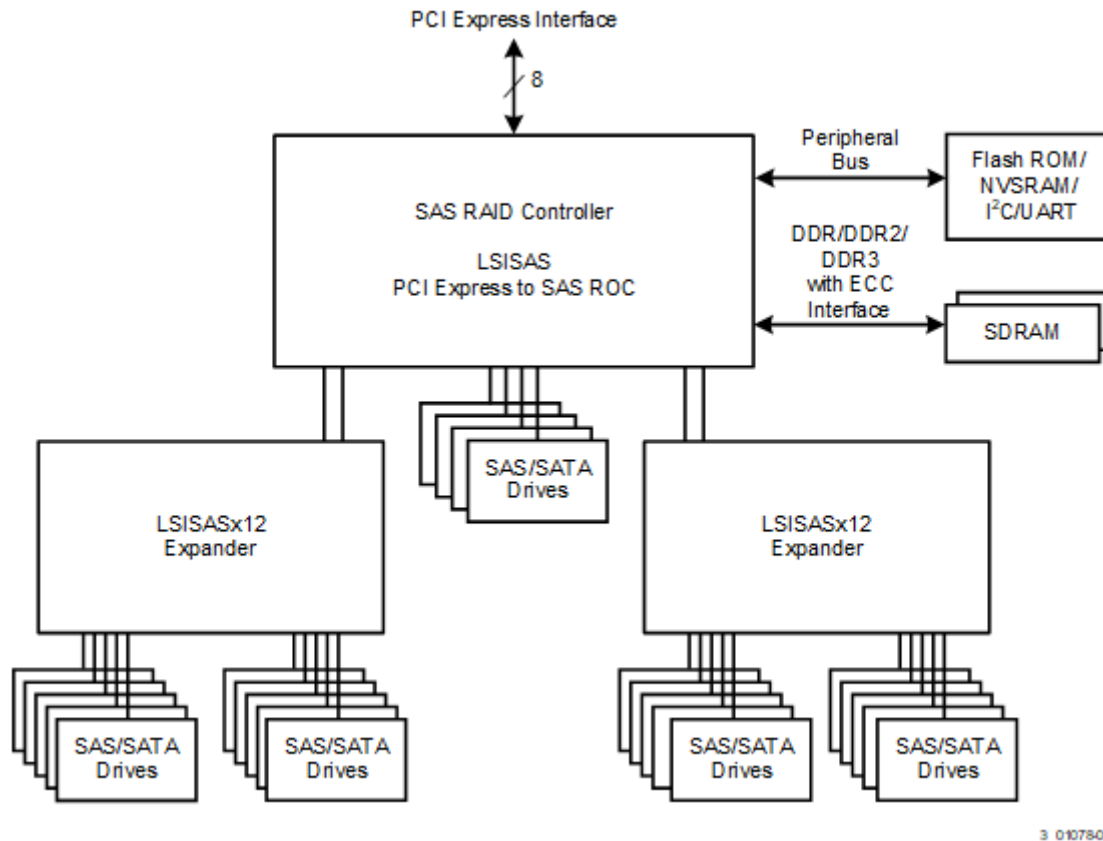 PCI Express Interface
8
SAS RAID Controller
LSISAS
PCI Express to SAS ROC
Peripheral
Bus
Flash ROM/
NVSRAM/
I²C/UART
DDR/DDR2/
DDR3
with ECC
Interface
SDRAM
SAS/SATA
Drives
LSISASx12
Expander
LSISASx12
Expander
SAS/SATA
Drives
SAS/SATA
Drives
SAS/SATA
Drives
SAS/SATA
Drives